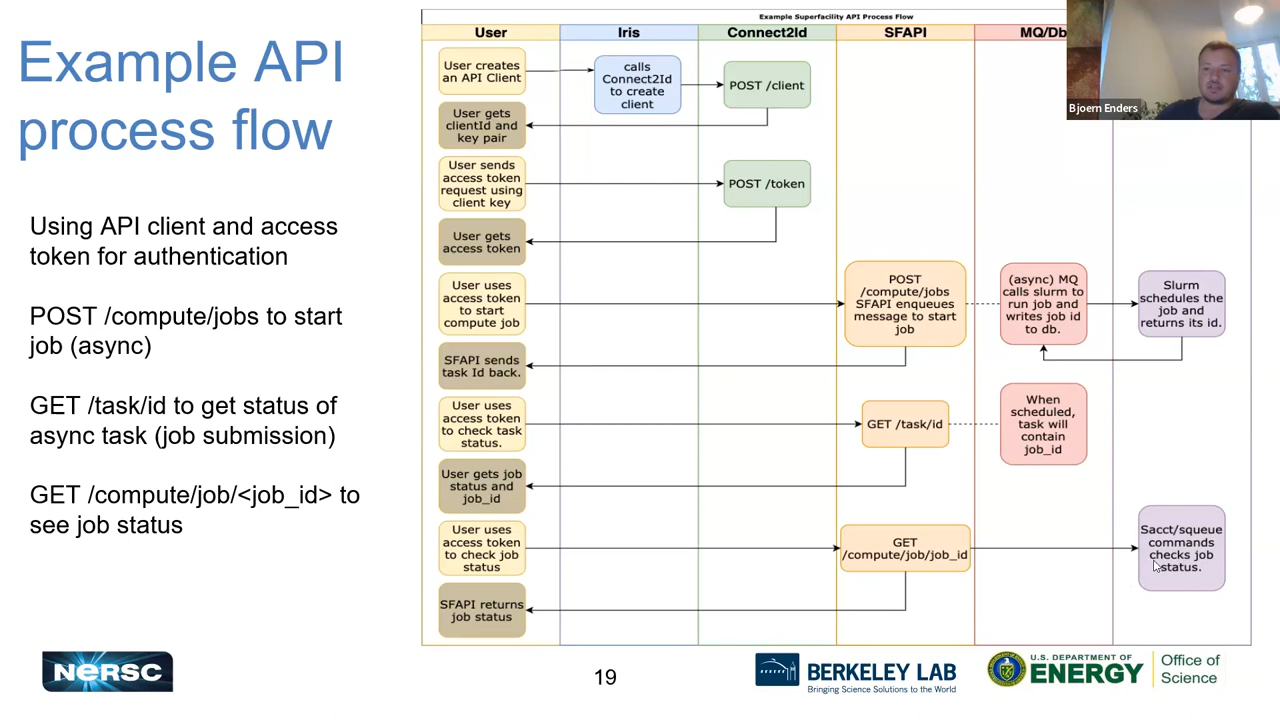 Example API
process flow
Using API client and access
token for authentication
POST /compute/jobs to start
job (async)
GET /task/id to get status of
async task (job submission)
GET /compute/job/<job_id> to
see job status
Example Superfacility API Process Flow
User
Iris
Connect2Id
SFAPI
MQ/Db
User creates
an API Client
calls
Connect2Id
to create
client
POST /client
User gets
clientId and
key pair
User sends
access token
request using
client key
POST /token
User gets
access token
User uses
access token
to start
compute job
POST
/compute/jobs
SFAPI enqueues
message to start
job
(async) MQ
calls slurm to
run job and
writes job id
to db.
Slurm
schedules the
job and
returns its id.
SFAPI sends
task Id back.
User uses
access token
to check task
status.
GET /task/id
When
scheduled,
task will
contain
job_id
User gets job
status and
job_id
User uses
access token
to check job
status
GET
/compute/job/job_id
Sacct/squeue
commands
checks job
status.
SFAPI returns
job status
Bjoern Enders
NERSC
19
BERKELEY LAB
Bringing Science Solutions to the World
U.S. DEPARTMENT OF
ENERGY
Office of
Science